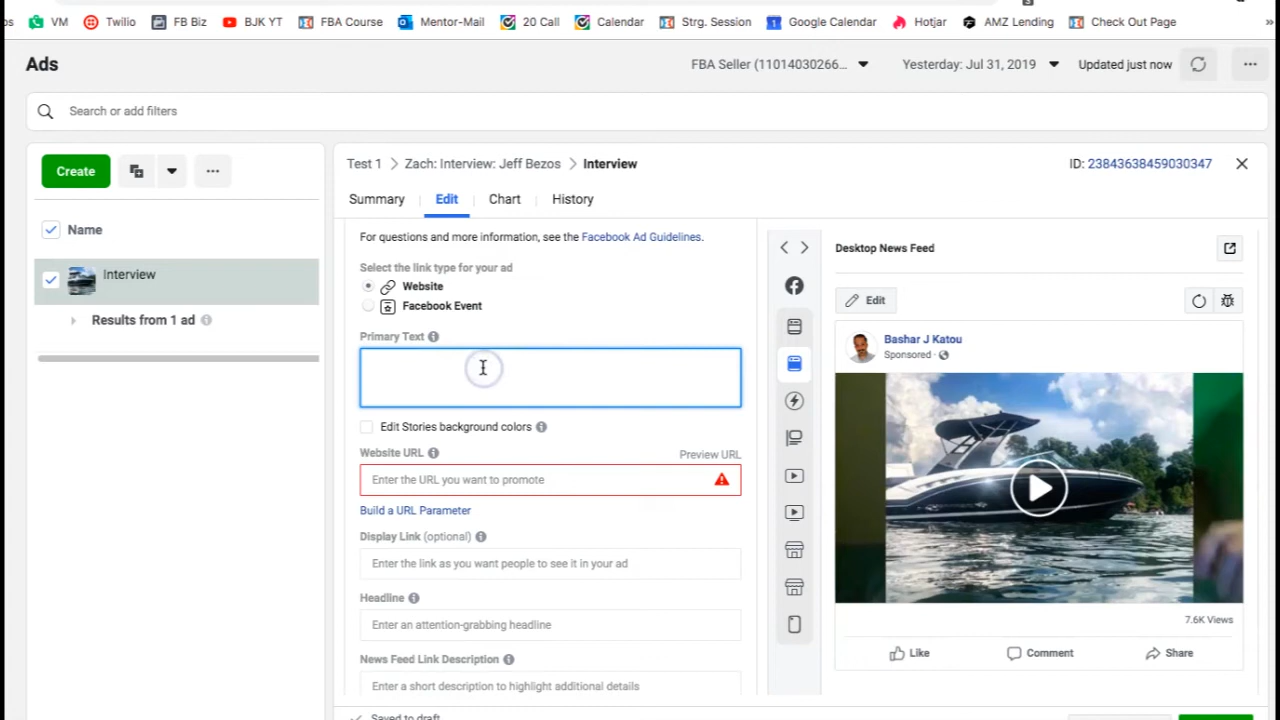 os VM Twilio FB Biz BJK YT FBA Course Mentor-Mail 20 Call Calendar Strg. Session Google Calendar Hotjar AMZ Lending Check Out Page »
Ads
FBA Seller (11014030266...
Yesterday: Jul 31, 2019
Updated just now
Search or add filters
Create
Name
Interview
Results from 1 ad
Test 1 > Zach: Interview: Jeff Bezos > Interview
ID: 23843638459030347
Summary Edit Chart History
For questions and more information, see the Facebook Ad Guidelines.
Select the link type for your ad
Website
Facebook Event
Primary Text
Edit Stories background colors
Website URL
Preview URL
Enter the URL you want to promote
Build a URL Parameter
Display Link (optional)
Enter the link as you want people to see it in your ad
Headline
Enter an attention-grabbing headline
News Feed Link Description
Enter a short description to highlight additional details
Saved to draft
Desktop News Feed
Edit
Bashar J Katou
Sponsored ·
7.6K Views
Like Comment Share